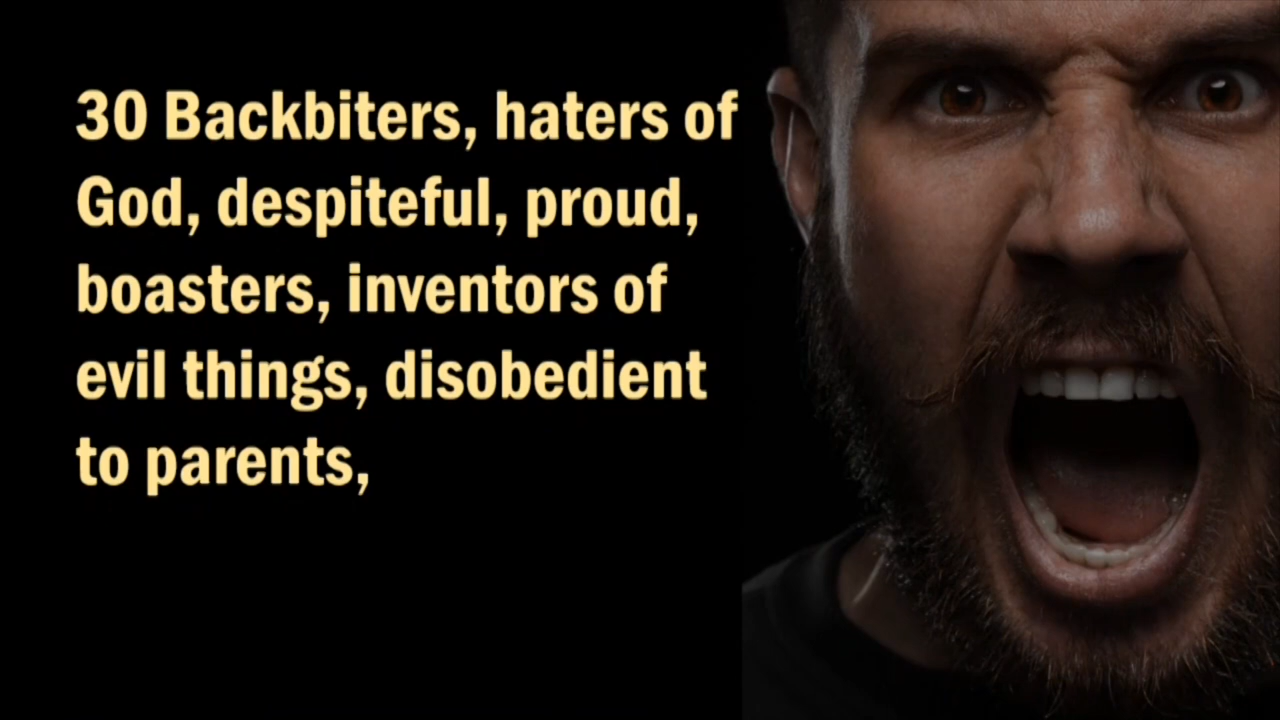 30 Backbiters, haters of
God, despiteful, proud,
boasters, inventors of
evil things, disobedient
to parents,